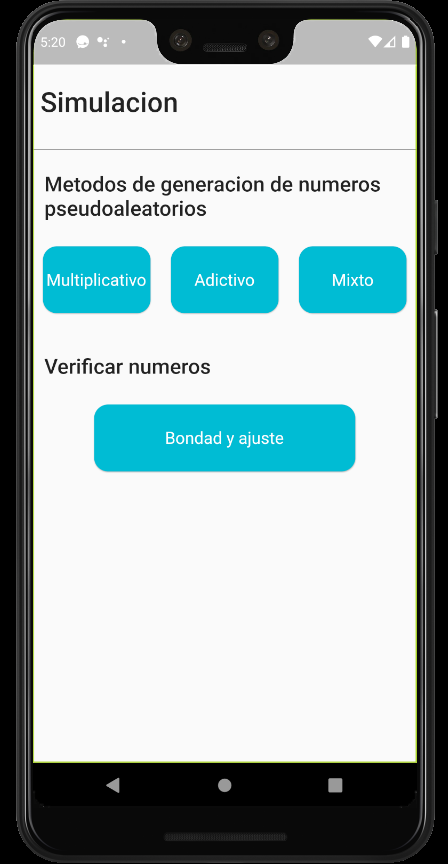 5:20
Simulacion
Metodos de generacion de numeros
pseudoaleatorios
Multiplicativo Adictivo Mixto
Verificar numeros
Bondad y ajuste